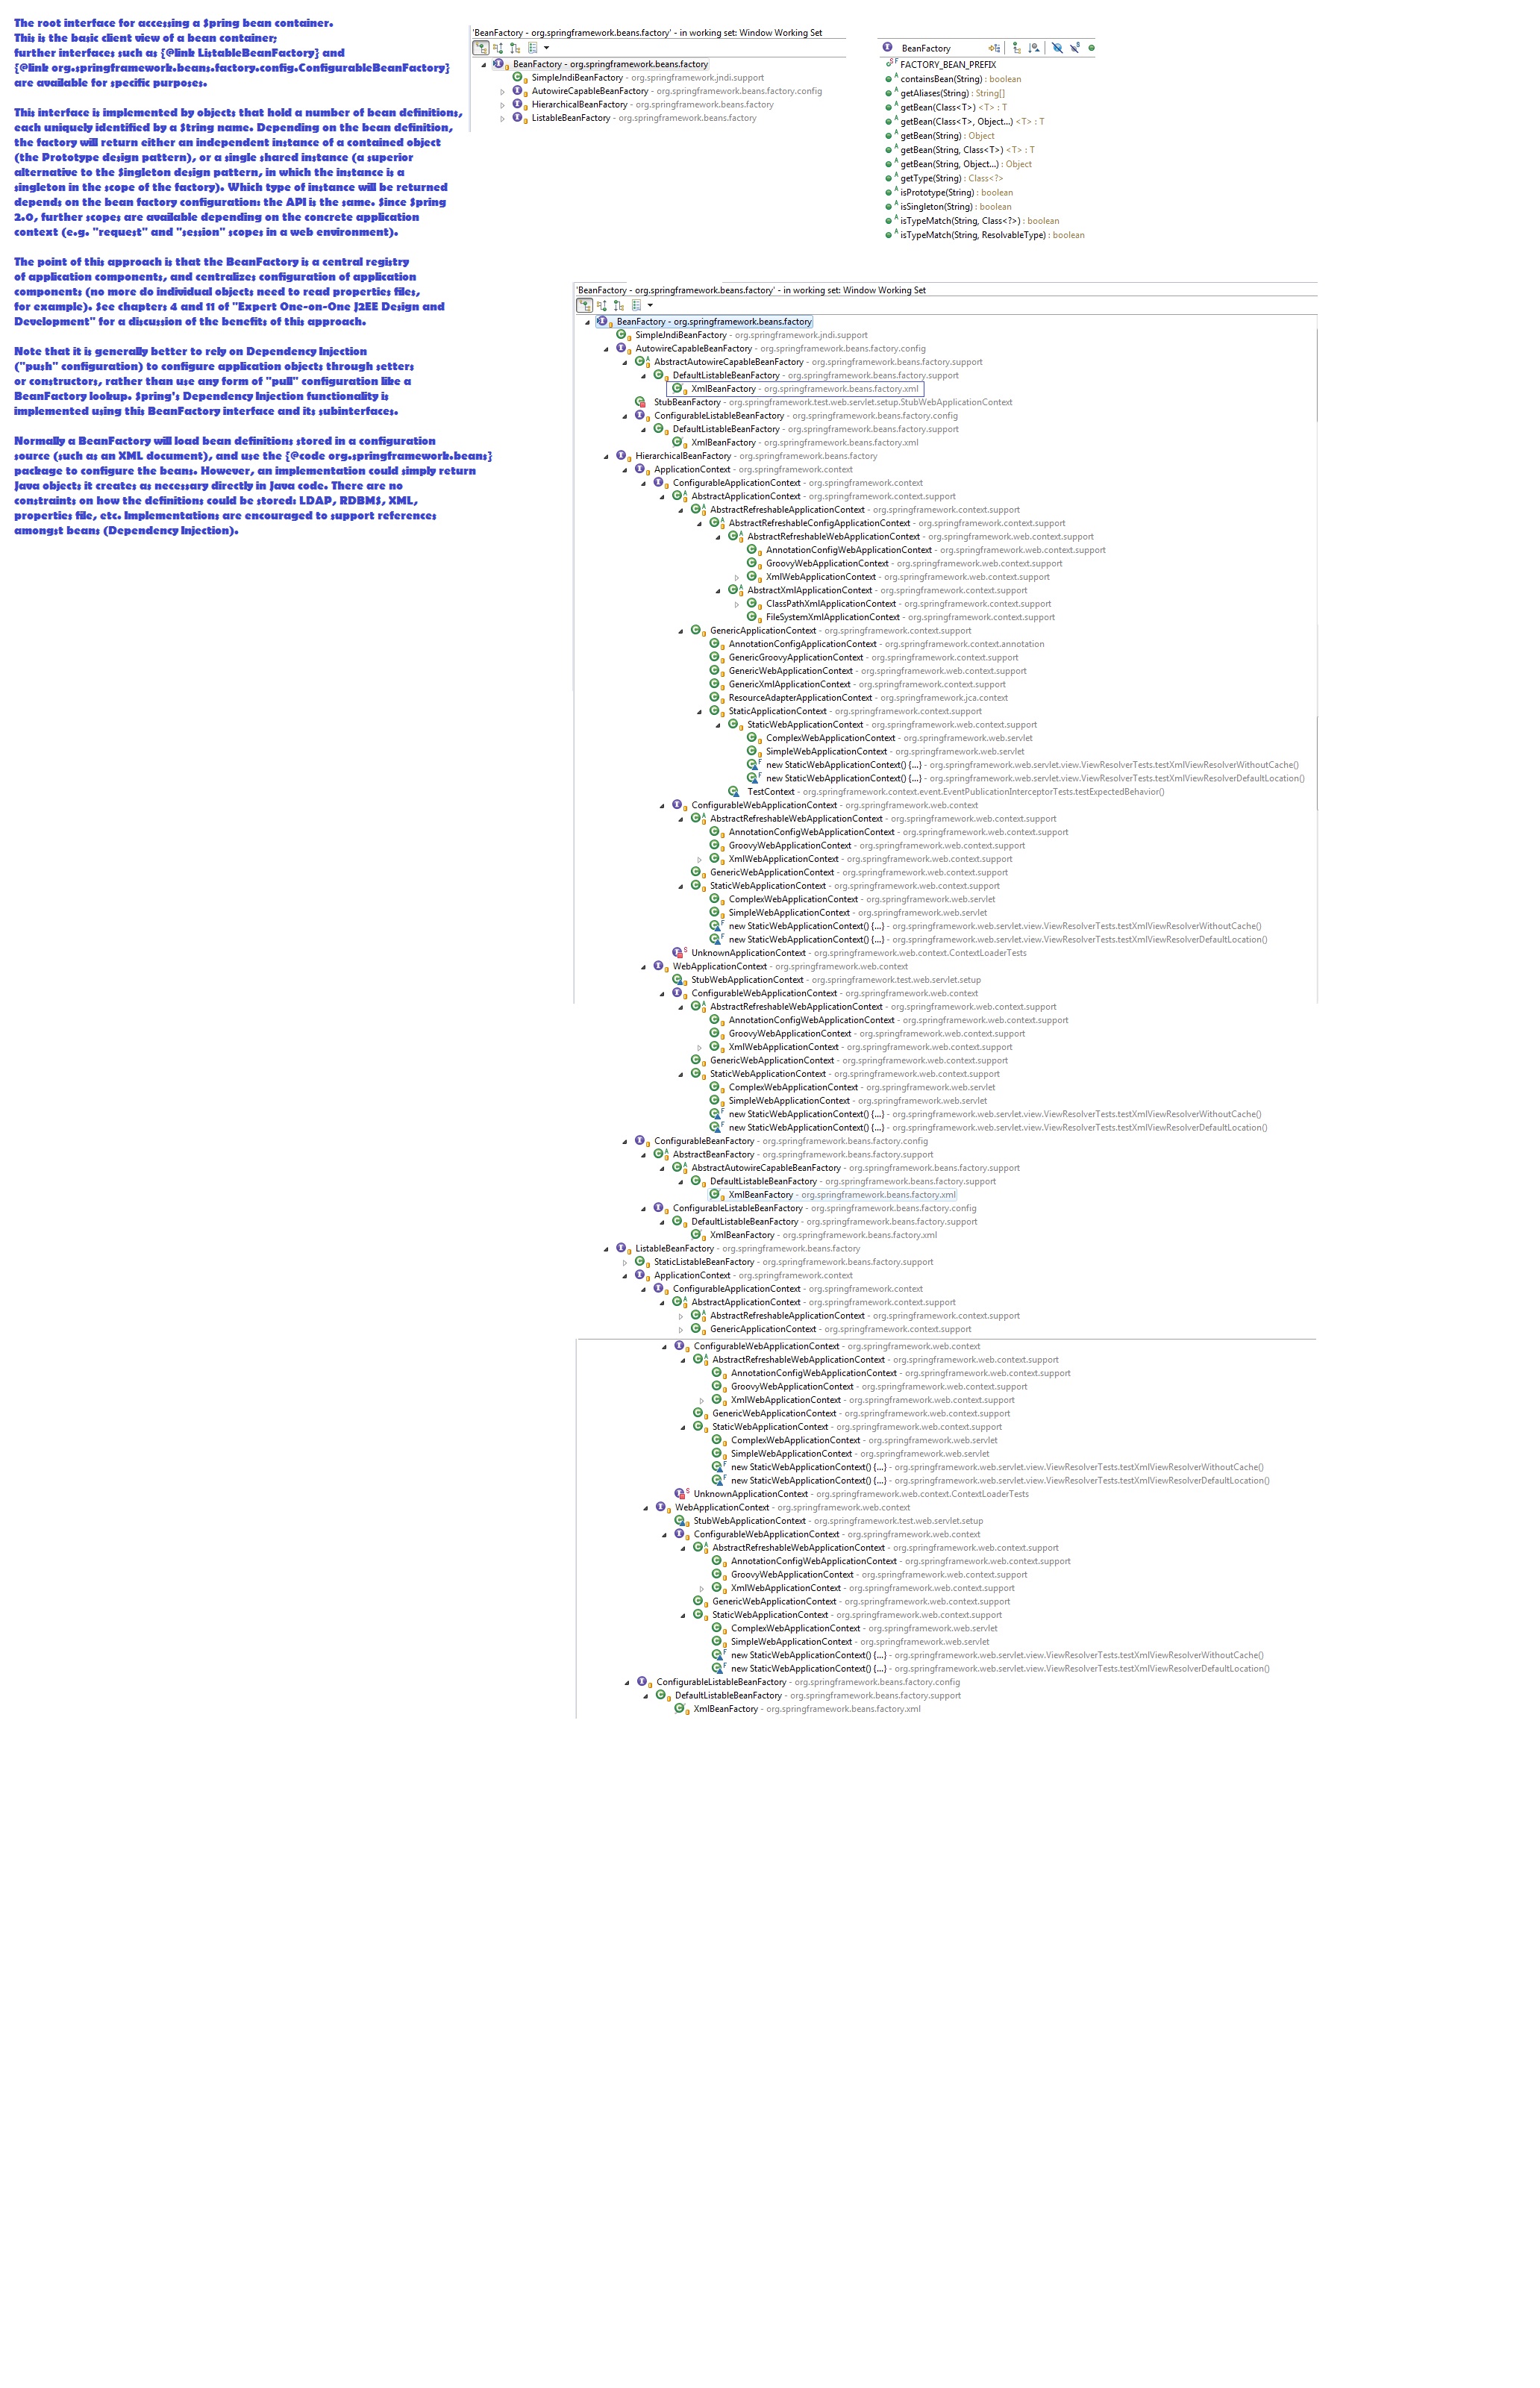 The root interface for accessing a Spring bean container.
This is the basic client view of a bean container;
further interfaces such as {@link ListableBeanFactory} and
{@link org.springframework.beans.factory.config.ConfigurableBeanFactory}
are available for specific purposes.
This interface is implemented by objects that hold a number of bean definitions,
each uniquely identified by a String name. Depending on the bean definition,
the factory will return either an independent instance of a contained object
(the Prototype design pattern), or a single shared instance (a superior
alternative to the Singleton design pattern, in which the instance is a
singleton in the scope of the factory). Which type of instance will be returned
depends on the bean factory configuration: the API is the same. Since Spring
2.0, further scopes are available depending on the concrete application
context (e.g. "request" and "session" scopes in a web environment).
The point of this approach is that the BeanFactory is a central registry
of application components, and centralizes configuration of application
components (no more do individual objects need to read properties files,
for example). See chapters 4 and 11 of "Expert One-on-One J2EE Design and
Development" for a discussion of the benefits of this approach.
Note that it is generally better to rely on Dependency Injection
("push" configuration) to configure application objects through setters
or constructors, rather than use any form of "pull" configuration like a
BeanFactory lookup. Spring's Dependency Injection functionality is
implemented using this BeanFactory interface and its subinterfaces.
Normally a BeanFactory will load bean definitions stored in a configuration
source (such as an XML document), and use the {@code org.springframework.beans}
package to configure the beans. However, an implementation could simply return
Java objects it creates as necessary directly in Java code. There are no
constraints on how the definitions could be stored: LDAP, RDBMS, XML,
properties file, etc. Implementations are encouraged to support references
amongst beans (Dependency Injection).
'BeanFactory - org.springframework.beans.factory' - in working set: Window Working Set
BeanFactory - org.springframework.beans.factory
SimpleJndiBeanFactory - org.springframework.jndi.support
AutowireCapableBeanFactory - org.springframework.beans.factory.config
HierarchicalBeanFactory - org.springframework.beans.factory
ListableBeanFactory - org.springframework.beans.factory
BeanFactory
FACTORY_BEAN_PREFIX
containsBean(String) : boolean
getAliases(String) : String[]
getBean(Class<T>) <T> : T
getBean(Class<T>, Object...) <T> : T
getBean(String) : Object
getBean(String, Class<T>) <T> : T
getBean(String, Object...) : Object
getType(String) : Class<?>
isPrototype(String) : boolean
isSingleton(String) : boolean
isTypeMatch(String, Class<?>) : boolean
isTypeMatch(String, ResolvableType) : boolean
'BeanFactory - org.springframework.beans.factory' - in working set: Window Working Set
BeanFactory - org.springframework.beans.factory
SimpleJndiBeanFactory - org.springframework.jndi.support
AutowireCapableBeanFactory - org.springframework.beans.factory.config
AbstractAutowireCapableBeanFactory - org.springframework.beans.factory.support
DefaultListableBeanFactory - org.springframework.beans.factory.support
XmlBeanFactory - org.springframework.beans.factory.xml
StubBeanFactory - org.springframework.test.web.servlet.setup.StubWebApplicationContext
ConfigurableListableBeanFactory - org.springframework.beans.factory.config
DefaultListableBeanFactory - org.springframework.beans.factory.support
XmlBeanFactory - org.springframework.beans.factory.xml
HierarchicalBeanFactory - org.springframework.beans.factory
ApplicationContext - org.springframework.context
ConfigurableApplicationContext - org.springframework.context
AbstractApplicationContext - org.springframework.context.support
AbstractRefreshableApplicationContext - org.springframework.context.support
AbstractRefreshableConfigApplicationContext - org.springframework.context.support
AbstractRefreshableWebApplicationContext - org.springframework.web.context.support
AnnotationConfigWebApplicationContext - org.springframework.web.context.support
GroovyWebApplicationContext - org.springframework.web.context.support
XmlWebApplicationContext - org.springframework.web.context.support
AbstractXmlApplicationContext - org.springframework.context.support
ClassPathXmlApplicationContext - org.springframework.context.support
FileSystemXmlApplicationContext - org.springframework.context.support
GenericApplicationContext - org.springframework.context.support
AnnotationConfigApplicationContext - org.springframework.context.annotation
GenericGroovyApplicationContext - org.springframework.context.support
GenericWebApplicationContext - org.springframework.web.context.support
GenericXmlApplicationContext - org.springframework.context.support
ResourceAdapterApplicationContext - org.springframework.jca.context
StaticApplicationContext - org.springframework.context.support
StaticWebApplicationContext - org.springframework.web.context.support
ComplexWebApplicationContext - org.springframework.web.servlet
SimpleWebApplicationContext - org.springframework.web.servlet
new StaticWebApplicationContext() {...} - org.springframework.web.servlet.view.ViewResolverTests.testXmlViewResolverWithoutCache()
new StaticWebApplicationContext() {...} - org.springframework.web.servlet.view.ViewResolverTests.testXmlViewResolverDefaultLocation()
TestContext - org.springframework.context.event.EventPublicationInterceptorTests.testExpectedBehavior()
ConfigurableWebApplicationContext - org.springframework.web.context
AbstractRefreshableWebApplicationContext - org.springframework.web.context.support
AnnotationConfigWebApplicationContext - org.springframework.web.context.support
GroovyWebApplicationContext - org.springframework.web.context.support
XmlWebApplicationContext - org.springframework.web.context.support
GenericWebApplicationContext - org.springframework.web.context.support
StaticWebApplicationContext - org.springframework.web.context.support
ComplexWebApplicationContext - org.springframework.web.servlet
SimpleWebApplicationContext - org.springframework.web.servlet
new StaticWebApplicationContext() {...} - org.springframework.web.servlet.view.ViewResolverTests.testXmlViewResolverWithoutCache()
new StaticWebApplicationContext() {...} - org.springframework.web.servlet.view.ViewResolverTests.testXmlViewResolverDefaultLocation()
UnknownApplicationContext - org.springframework.web.context.ContextLoaderTests
WebApplicationContext - org.springframework.web.context
StubWebApplicationContext - org.springframework.test.web.servlet.setup
ConfigurableWebApplicationContext - org.springframework.web.context
AbstractRefreshableWebApplicationContext - org.springframework.web.context.support
AnnotationConfigWebApplicationContext - org.springframework.web.context.support
GroovyWebApplicationContext - org.springframework.web.context.support
XmlWebApplicationContext - org.springframework.web.context.support
GenericWebApplicationContext - org.springframework.web.context.support
StaticWebApplicationContext - org.springframework.web.context.support
ComplexWebApplicationContext - org.springframework.web.servlet
SimpleWebApplicationContext - org.springframework.web.servlet
new StaticWebApplicationContext() {...} - org.springframework.web.servlet.view.ViewResolverTests.testXmlViewResolverWithoutCache()
new StaticWebApplicationContext() {...} - org.springframework.web.servlet.view.ViewResolverTests.testXmlViewResolverDefaultLocation()
ConfigurableBeanFactory - org.springframework.beans.factory.config
AbstractBeanFactory - org.springframework.beans.factory.support
AbstractAutowireCapableBeanFactory - org.springframework.beans.factory.support
DefaultListableBeanFactory - org.springframework.beans.factory.support
XmlBeanFactory - org.springframework.beans.factory.xml
ConfigurableListableBeanFactory - org.springframework.beans.factory.config
DefaultListableBeanFactory - org.springframework.beans.factory.support
XmlBeanFactory - org.springframework.beans.factory.xml
ListableBeanFactory - org.springframework.beans.factory
StaticListableBeanFactory - org.springframework.beans.factory.support
ApplicationContext - org.springframework.context
ConfigurableApplicationContext - org.springframework.context
AbstractApplicationContext - org.springframework.context.support
AbstractRefreshableApplicationContext - org.springframework.context.support
GenericApplicationContext - org.springframework.context.support
ConfigurableWebApplicationContext - org.springframework.web.context
AbstractRefreshableWebApplicationContext - org.springframework.web.context.support
AnnotationConfigWebApplicationContext - org.springframework.web.context.support
GroovyWebApplicationContext - org.springframework.web.context.support
XmlWebApplicationContext - org.springframework.web.context.support
GenericWebApplicationContext - org.springframework.web.context.support
StaticWebApplicationContext - org.springframework.web.context.support
ComplexWebApplicationContext - org.springframework.web.servlet
SimpleWebApplicationContext - org.springframework.web.servlet
new StaticWebApplicationContext() {...} - org.springframework.web.servlet.view.ViewResolverTests.testXmlViewResolverWithoutCache()
new StaticWebApplicationContext() {...} - org.springframework.web.servlet.view.ViewResolverTests.testXmlViewResolverDefaultLocation()
UnknownApplicationContext - org.springframework.web.context.ContextLoaderTests
WebApplicationContext - org.springframework.web.context
StubWebApplicationContext - org.springframework.test.web.servlet.setup
ConfigurableWebApplicationContext - org.springframework.web.context
AbstractRefreshableWebApplicationContext - org.springframework.web.context.support
AnnotationConfigWebApplicationContext - org.springframework.web.context.support
GroovyWebApplicationContext - org.springframework.web.context.support
XmlWebApplicationContext - org.springframework.web.context.support
GenericWebApplicationContext - org.springframework.web.context.support
StaticWebApplicationContext - org.springframework.web.context.support
ComplexWebApplicationContext - org.springframework.web.servlet
SimpleWebApplicationContext - org.springframework.web.servlet
new StaticWebApplicationContext() {...} - org.springframework.web.servlet.view.ViewResolverTests.testXmlViewResolverWithoutCache()
new StaticWebApplicationContext() {...} - org.springframework.web.servlet.view.ViewResolverTests.testXmlViewResolverDefaultLocation()
ConfigurableListableBeanFactory - org.springframework.beans.factory.config
DefaultListableBeanFactory - org.springframework.beans.factory.support
XmlBeanFactory - org.springframework.beans.factory.xml